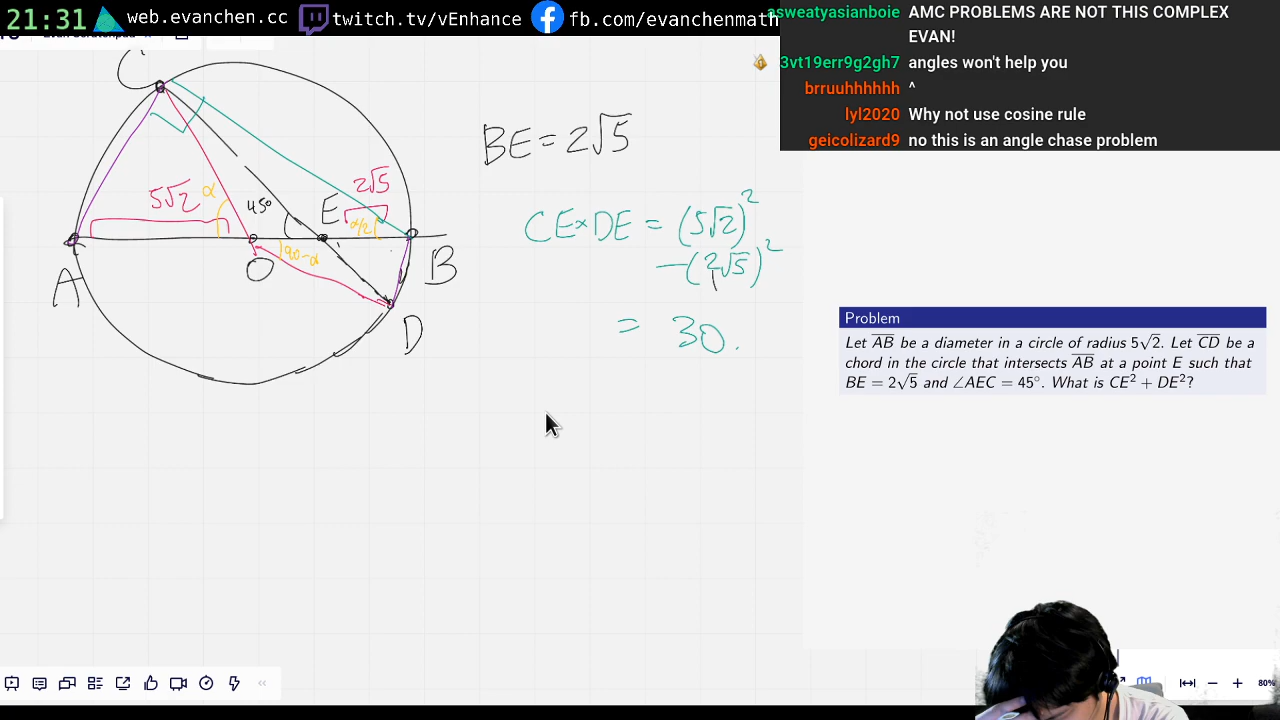 21:31 web.evanchen.cc twitch.tv/vEnhance fb.com/evanchenmath
asweatyasianboie AMC PROBLEMS ARE NOT THIS COMPLEX
EVAN!
3vt19err9g2gh7 angles won't help you
brruuhhhhhh ^
lyl2020 Why not use cosine rule
geicolizard9 no this is an angle chase problem
C
5√2
α
45°
E
2√5
α/2
A
O
90-α
B
D
BE = 2√5
CE×DE = (5√2)²
-(2√5)²
= 30.
Problem
Let AB be a diameter in a circle of radius 5√2. Let CD be a
chord in the circle that intersects AB at a point E such that
BE = 2√5 and ∠AEC = 45°. What is CE² + DE²?
80%